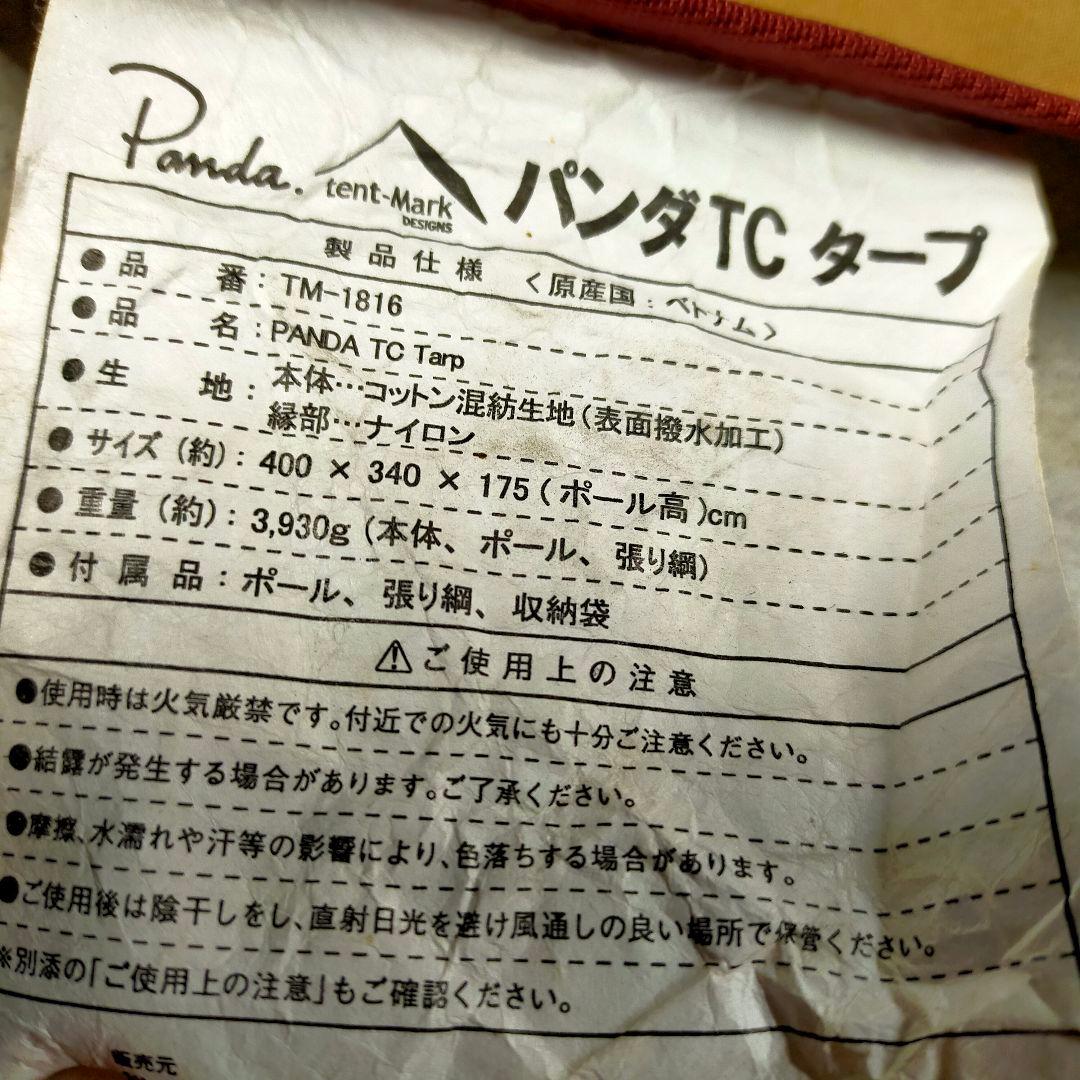 Panda. tent-Mark DESIGNS パンダTC タープ
製品仕様 〈原産国：ベトナム〉
●品　　番：TM-1816
●品　　名：PANDA TC Tarp
●生　　地：本体…コットン混紡生地（表面撥水加工）
縁部…ナイロン
●サイズ（約）：400 × 340 × 175（ポール高）cm
●重量（約）：3,930g（本体、ポール、張り綱）
●付属品：ポール、張り綱、収納袋
⚠ご使用上の注意
●使用時は火気厳禁です。付近での火気にも十分ご注意ください。
●結露が発生する場合があります。ご了承ください。
●摩擦、水濡れや汗等の影響により、色落ちする場合があります。
●ご使用後は陰干しをし、直射日光を避け風通しの良い場所で保管ください。
※別添の「ご使用上の注意」もご確認ください。
販売元